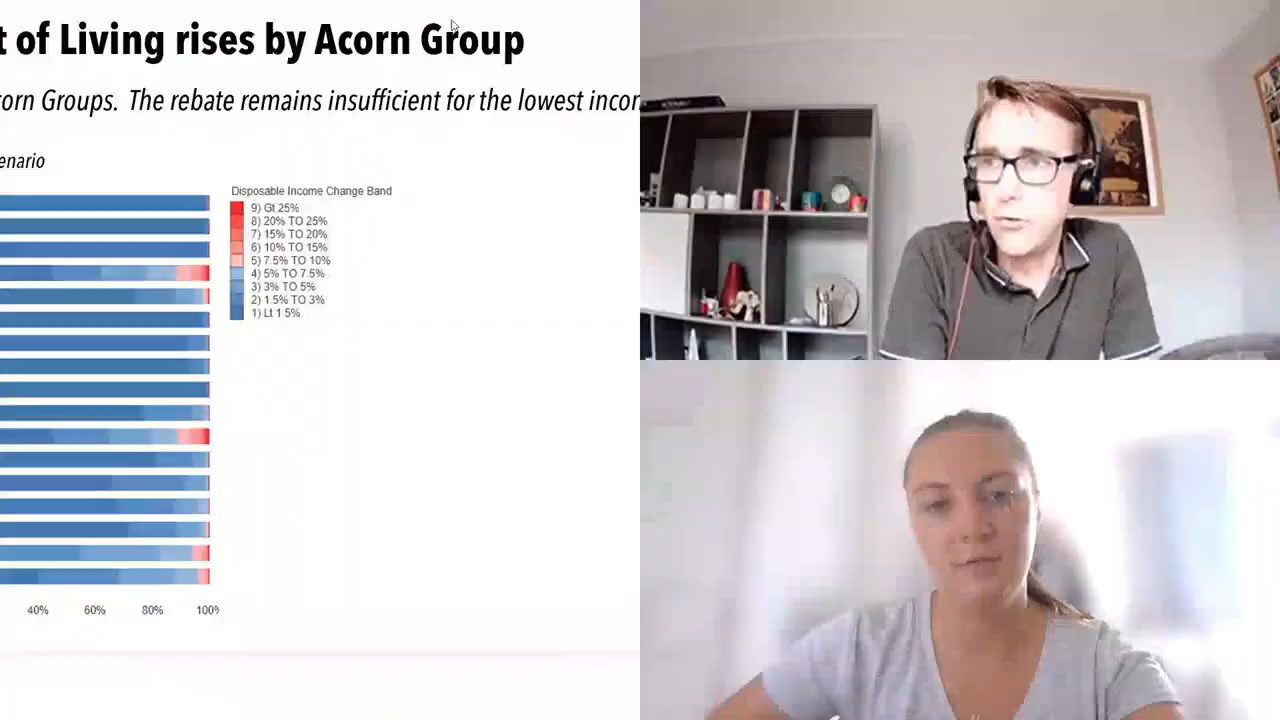 t of Living rises by Acorn Group
corn Groups. The rebate remains insufficient for the lowest incor
enario
Disposable Income Change Band
9) Gt 25%
8) 20% TO 25%
7) 15% TO 20%
6) 10% TO 15%
5) 7.5% TO 10%
4) 5% TO 7.5%
3) 3% TO 5%
2) 1.5% TO 3%
1) Lt 1 5%
40% 60% 80% 100%